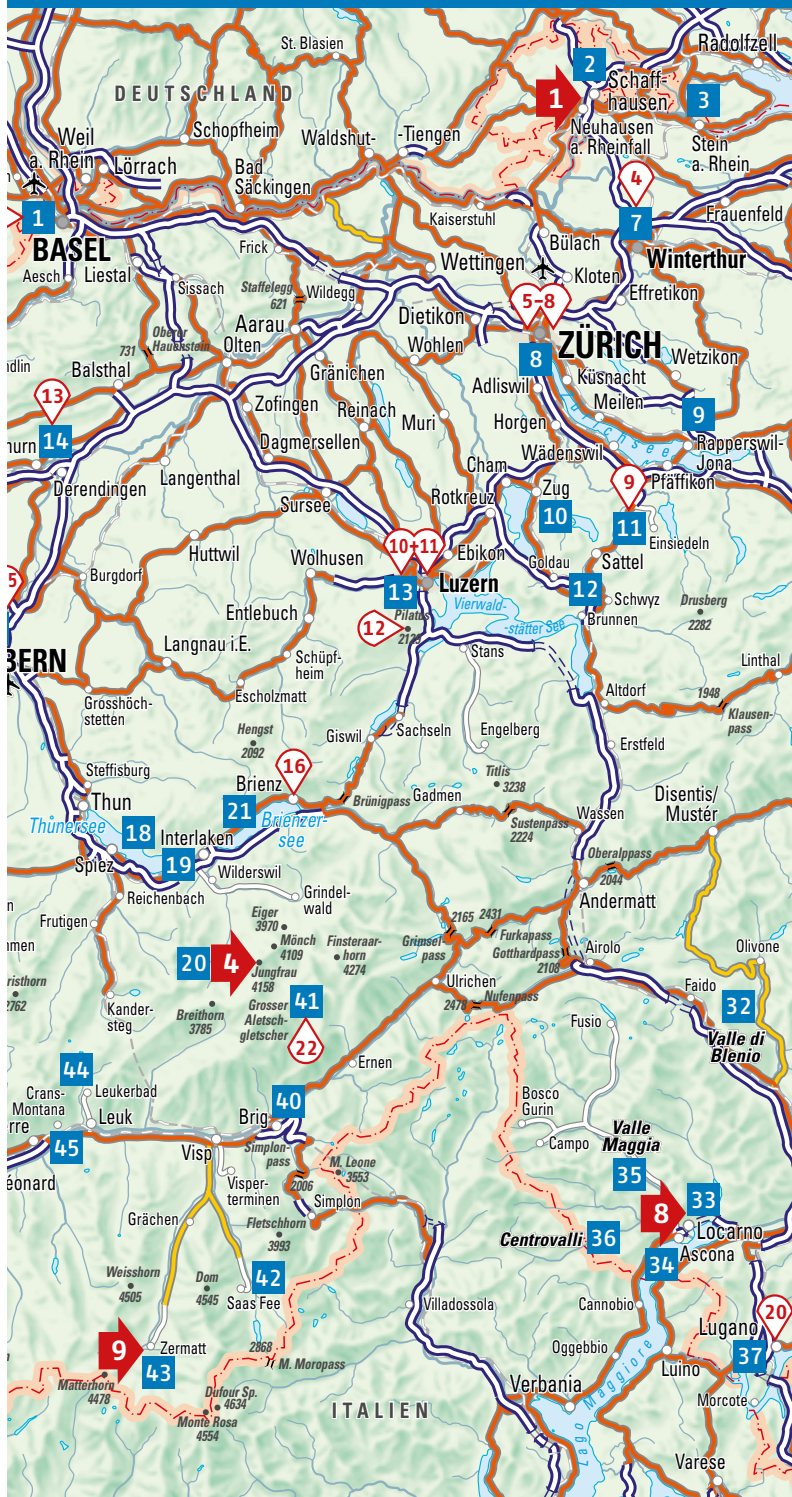 St. Blasien
Radolfzell
2
DEUTSCHLAND
Schaff-
hausen
1
3
Schopfheim
Waldshut-
-Tiengen
Neuhausen
a. Rheinfall
Stein
a. Rhein
Weil
a. Rhein
Lörrach
Bad
Säckingen
4
1
Kaiserstuhl
7
Frauenfeld
BASEL
Bülach
Winterthur
Frick
Wettingen
Aesch
Liestal
Sissach
Kloten
Staffelegg
621
Wildegg
Effretikon
5-8
Dietikon
Aarau
Oberer
Hauenstein
731
Olten
ZÜRICH
Wohlen
8
Wetzikon
dlin
Balsthal
Gränichen
Küsnacht
Adliswil
Meilen
13
Zofingen
Reinach
Muri
Horgen
Zürichsee
9
hurn
14
Dagmersellen
Wädenswil
Rapperswil-
Jona
Cham
Pfäffikon
Langenthal
Derendingen
Sursee
Rotkreuz
Zug
9
10
11
Einsiedeln
Huttwil
10+11
Ebikon
Wolhusen
Sattel
Goldau
5
Burgdorf
13
Luzern
12
Schwyz
Drusberg
2282
Entlebuch
12
Pilatus
2129
Vierwald-
-stätter See
Brunnen
BERN
Langnau i.E.
Schüpf-
heim
Stans
Linthal
Escholzmatt
Grosshöch-
stetten
Altdorf
1948
Klausen-
pass
Sachseln
Hengst
2092
Giswil
Engelberg
Erstfeld
Steffisburg
Brienz
16
Titlis
3238
Disentis/
Mustér
Thun
21
Brünigpass
Gadmen
Thunersee
18
Interlaken
Brienzer-
see
Sustenpass
2224
Wassen
Spiez
19
Wilderswil
Oberalppass
2044
Reichenbach
Grindel-
wald
Andermatt
n
Frutigen
Eiger
3970
2165
2431
men
Mönch
4109
Finsteraar-
horn
4274
Grimsel-
pass
Furkapass
Gotthardpass
2108
Airolo
Olivone
20
4
Jungfrau
4158
risthorn
2762
Ulrichen
Faido
Kander-
steg
Breithorn
3785
Grosser
Aletsch-
gletscher
41
2478
Nufenpass
32
Fusio
Valle di
Blenio
22
Ernen
44
Leukerbad
Crans-
Montana
40
Bosco
Gurin
erre
Leuk
Brig
Valle
Maggia
45
Visp
Simplon-
pass
Campo
M. Leone
3553
35
éonard
Visper-
terminen
2006
Simplon
33
8
Grächen
Fletschhorn
3993
Centrovalli
36
Locarno
Ascona
34
Weisshorn
4505
Dom
4545
42
Saas Fee
Villadossola
Cannobio
20
9
Zermatt
2868
M. Moropass
Oggebbio
Lugano
43
Luino
37
Matterhorn
4478
Dufour Sp.
4634
Verbania
Lago Maggiore
Morcote
Monte Rosa
4554
ITALIEN
Varese